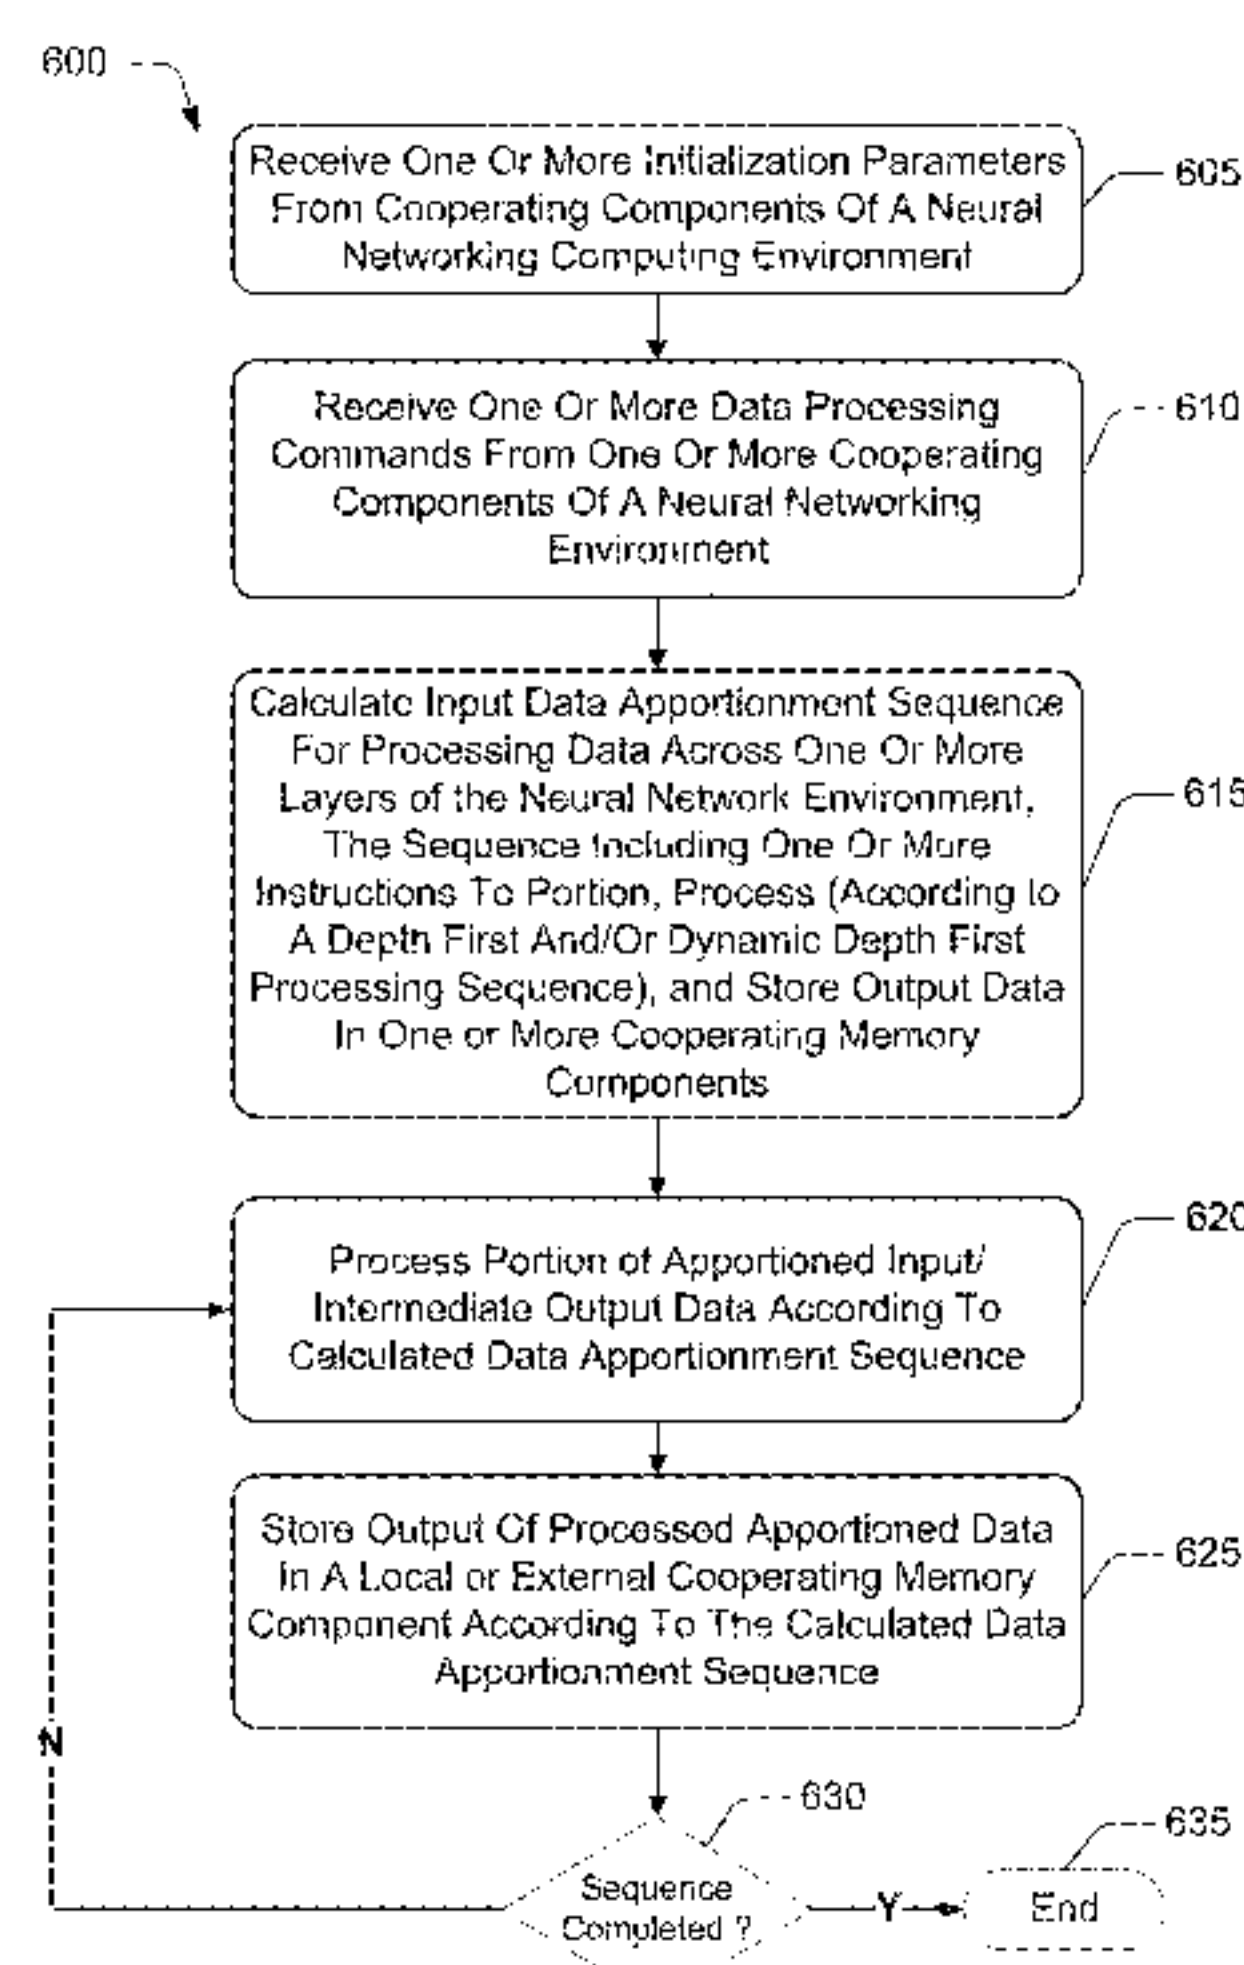 600
Receive One Or More Initialization Parameters
From Cooperating Components Of A Neural
Networking Computing Environment
605
Receive One Or More Data Processing
Commands From One Or More Cooperating
Components Of A Neural Networking
Environment
610
Calculate Input Data Apportionment Sequence
For Processing Data Across One Or More
Layers of the Neural Network Environment,
The Sequence Including One Or More
Instructions To Portion, Process (According to
A Depth First And/Or Dynamic Depth First
Processing Sequence), and Store Output Data
In One or More Cooperating Memory
Components
615
Process Portion of Apportioned Input/
Intermediate Output Data According To
Calculated Data Apportionment Sequence
620
Store Output Of Processed Apportioned Data
In A Local or External Cooperating Memory
Component According To The Calculated Data
Apportionment Sequence
625
N
630
Sequence
Completed ?
Y
635
End